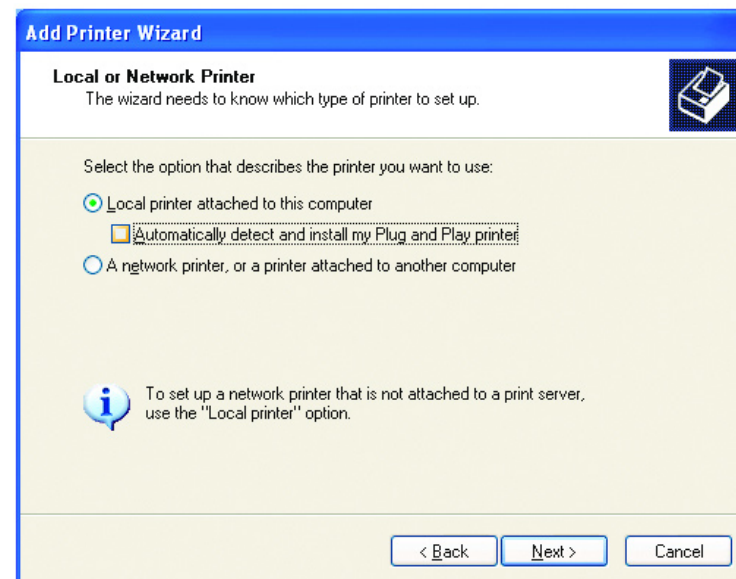 Add Printer Wizard
Local or Network Printer
The wizard needs to know which type of printer to set up.
Select the option that describes the printer you want to use:
Local printer attached to this computer
Automatically detect and install my Plug and Play printer
A network printer, or a printer attached to another computer
To set up a network printer that is not attached to a print server,
use the "Local printer" option.
< Back Next > Cancel